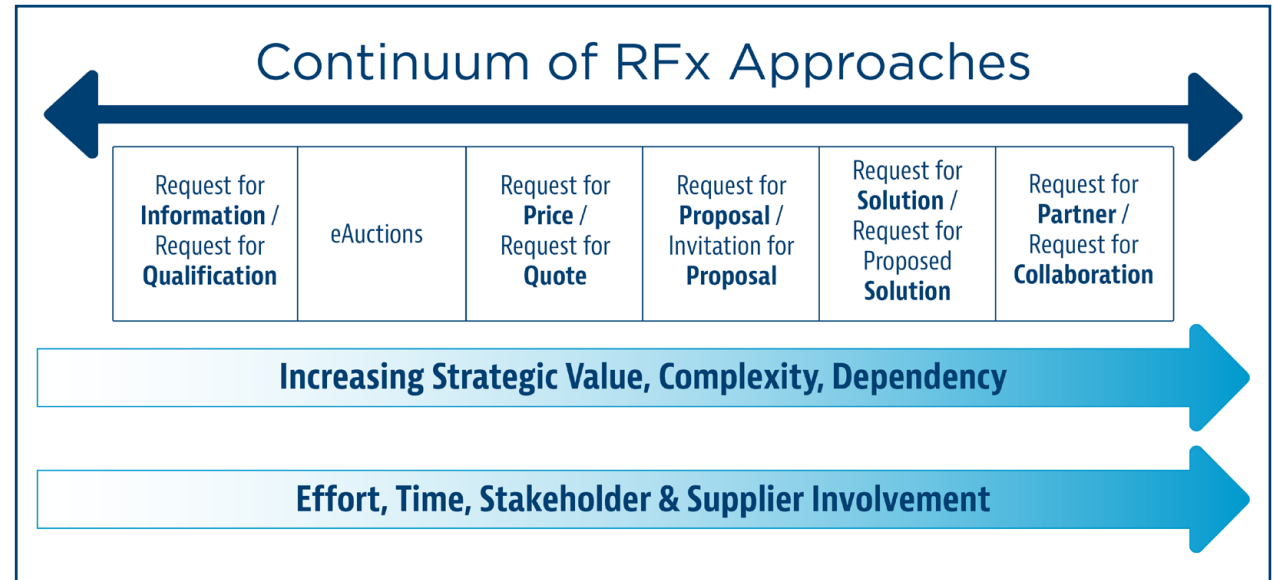 Continuum of RFx Approaches
Request for
Information /
Request for
Qualification
eAuctions
Request for
Price /
Request for
Quote
Request for
Proposal /
Invitation for
Proposal
Request for
Solution /
Request for
Proposed
Solution
Request for
Partner /
Request for
Collaboration
Increasing Strategic Value, Complexity, Dependency
Effort, Time, Stakeholder & Supplier Involvement